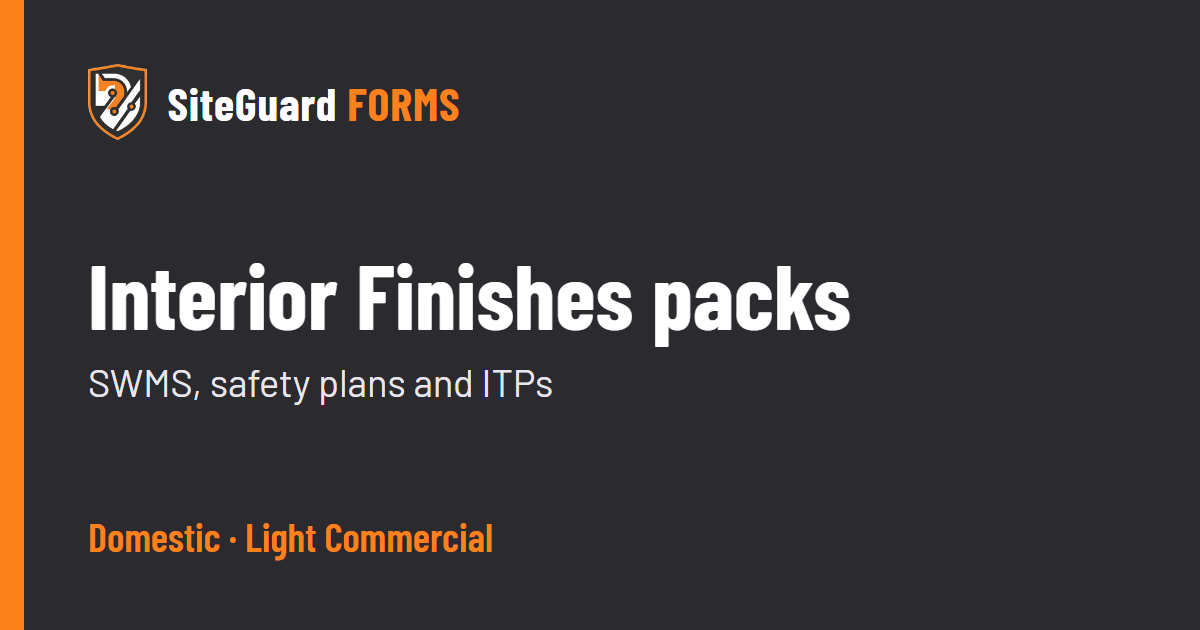 SiteGuard FORMS
Interior Finishes packs
SWMS, safety plans and ITPs
Domestic · Light Commercial